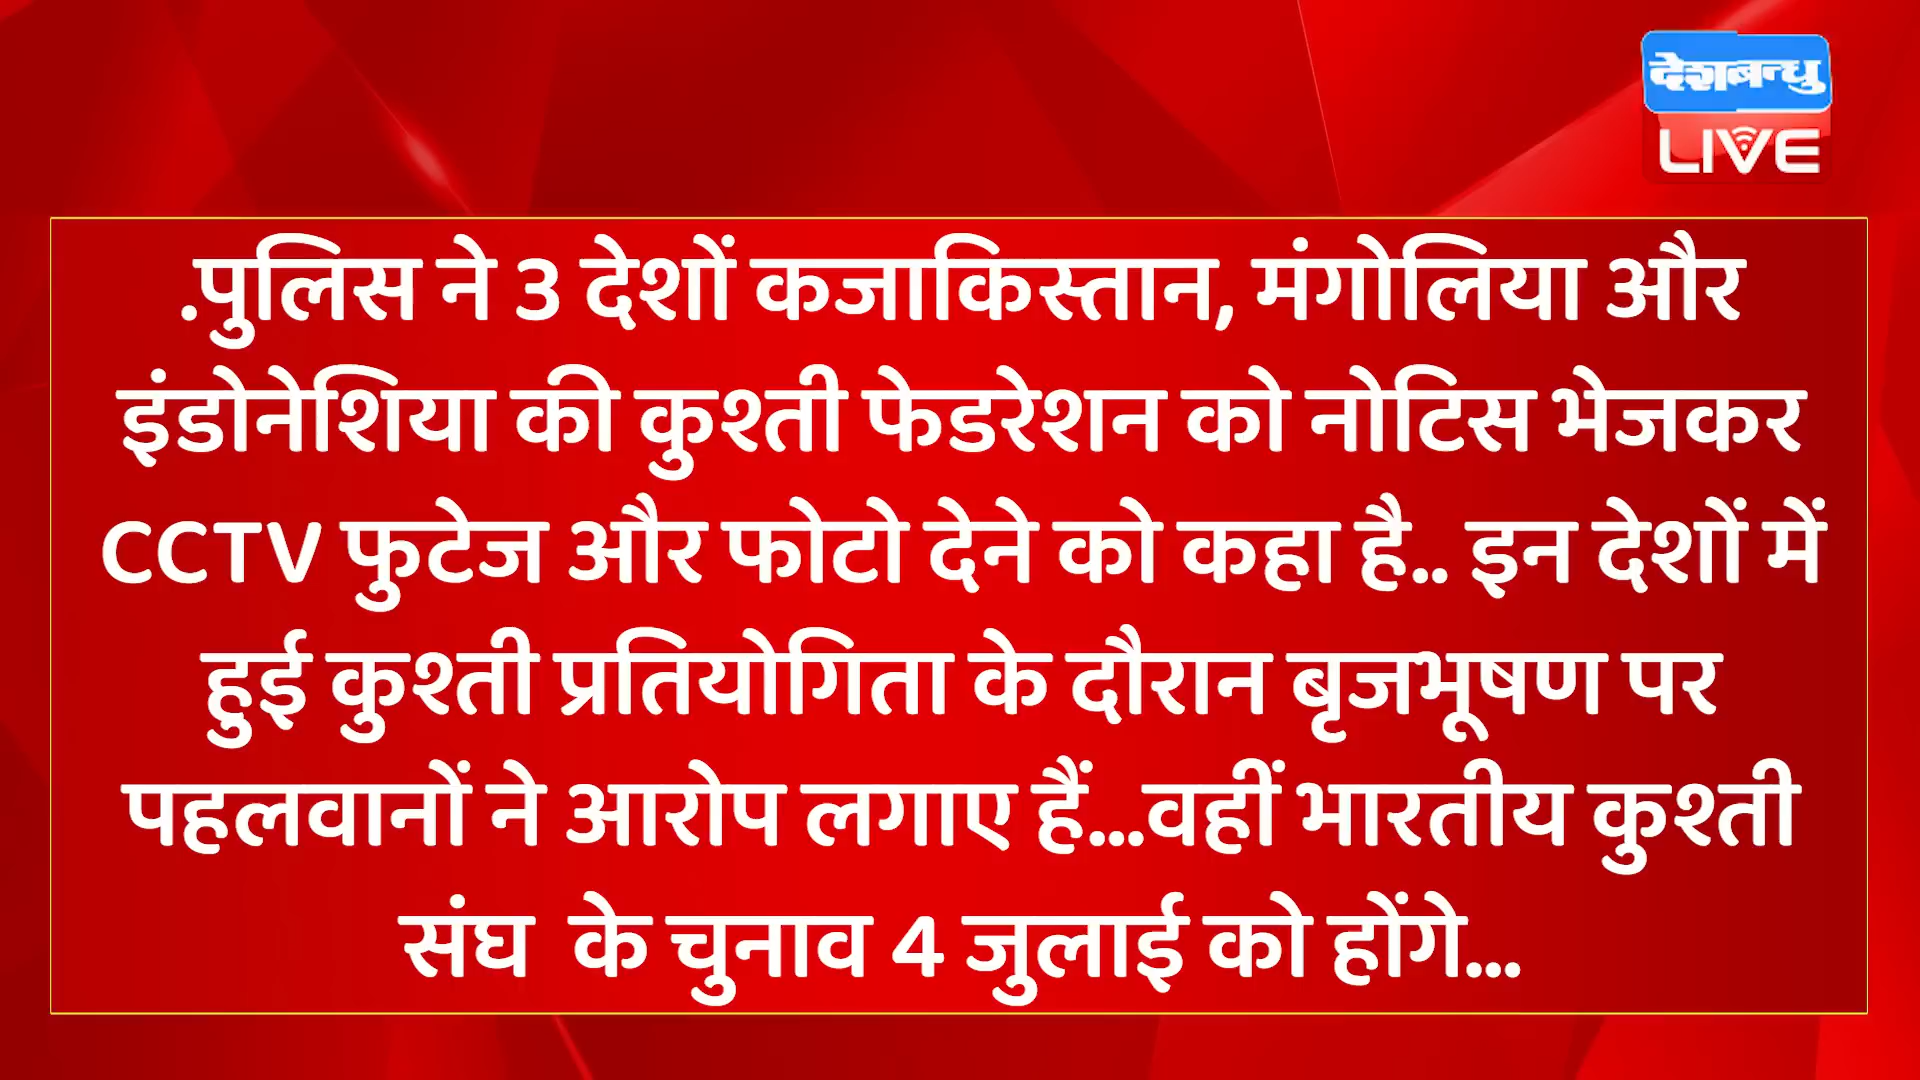 देशबन्धु
LIVE
.पुलिस ने 3 देशों कजाकिस्तान, मंगोलिया और
इंडोनेशिया की कुश्ती फेडरेशन को नोटिस भेजकर
CCTV फुटेज और फोटो देने को कहा है.. इन देशों में
हुई कुश्ती प्रतियोगिता के दौरान बृजभूषण पर
पहलवानों ने आरोप लगाए हैं...वहीं भारतीय कुश्ती
संघ  के चुनाव 4 जुलाई को होंगे...